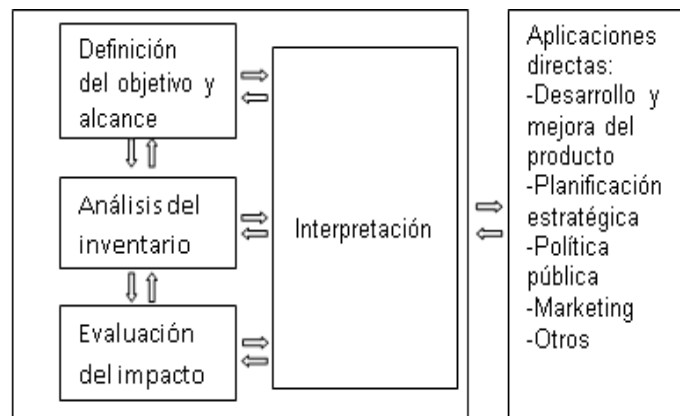 Definición
del objetivo y
alcance
Análisis del
inventario
Evaluación
del impacto
Interpretación
Aplicaciones
directas:
-Desarrollo y
mejora del
producto
-Planificación
estratégica
-Política
pública
-Marketing
-Otros